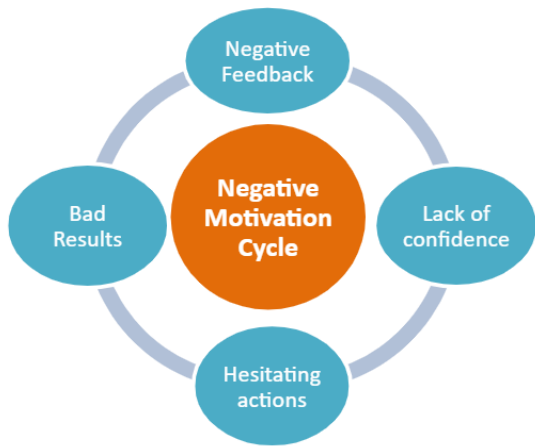 Negative
Feedback
Negative
Motivation
Cycle
Bad
Results
Lack of
confidence
Hesitating
actions